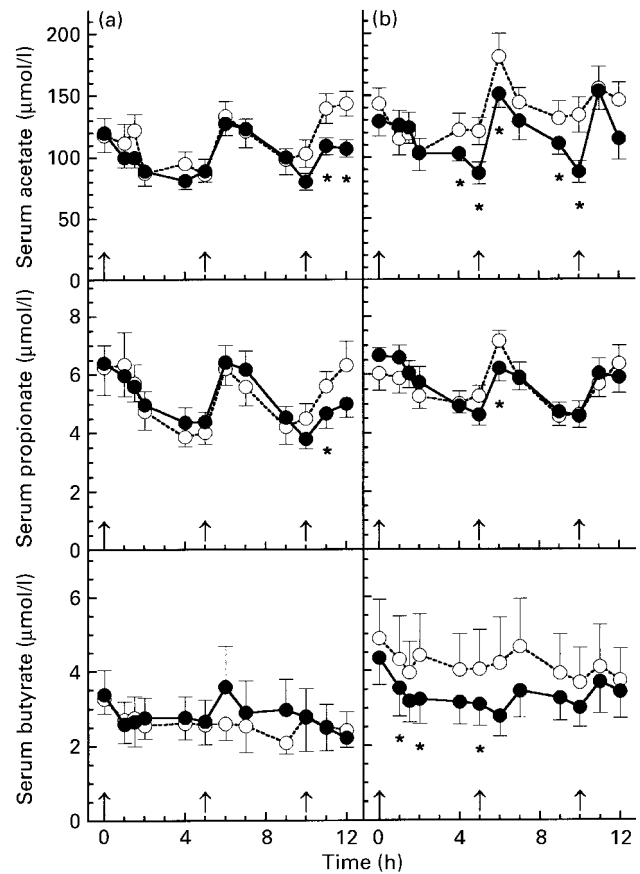 (a) (b)
Serum acetate (μmol/l)
200
150
100
50
0
* *
* * * * *
Serum propionate (μmol/l)
8
6
4
2
0
*
*
Serum butyrate (μmol/l)
6
4
2
0
* * *
0 4 8 12 0 4 8 12
Time (h)